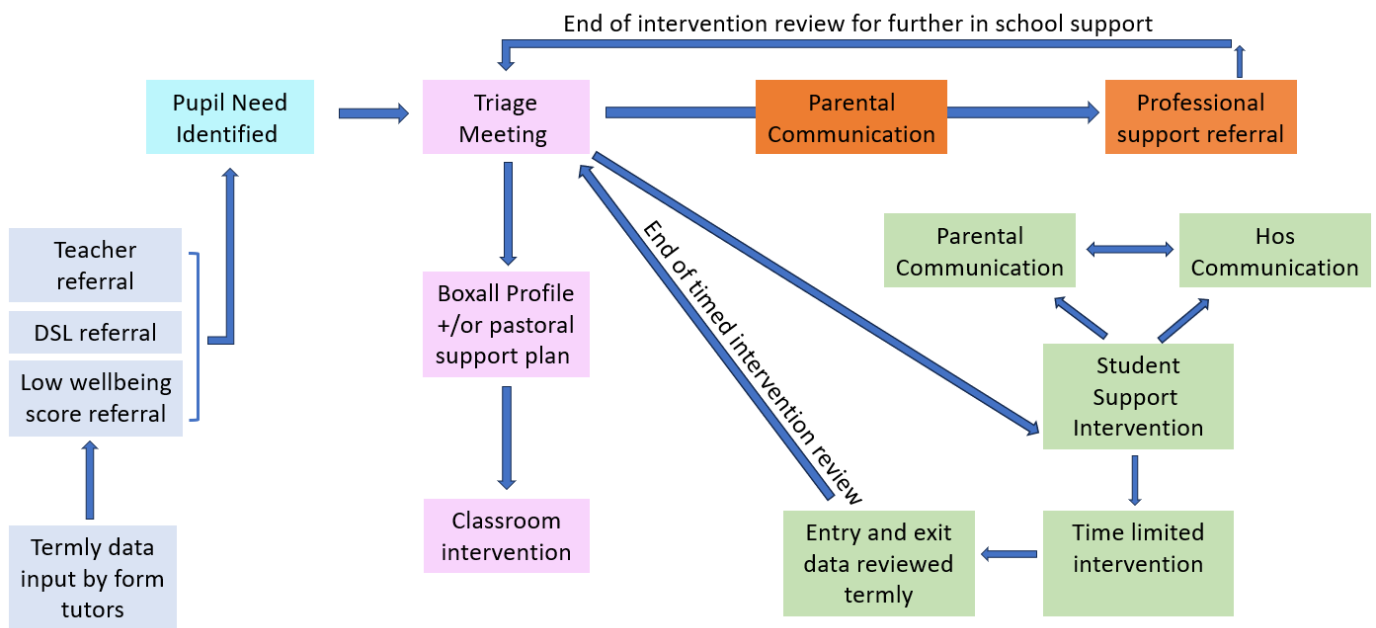 End of intervention review for further in school support
Pupil Need
Identified
Triage
Meeting
Parental
Communication
Professional
support referral
Teacher
referral
DSL referral
Low wellbeing
score referral
Termly data
input by form
tutors
Boxall Profile
+/or pastoral
support plan
Classroom
intervention
End of timed intervention review
Parental
Communication
Hos
Communication
Student
Support
Intervention
Time limited
intervention
Entry and exit
data reviewed
termly